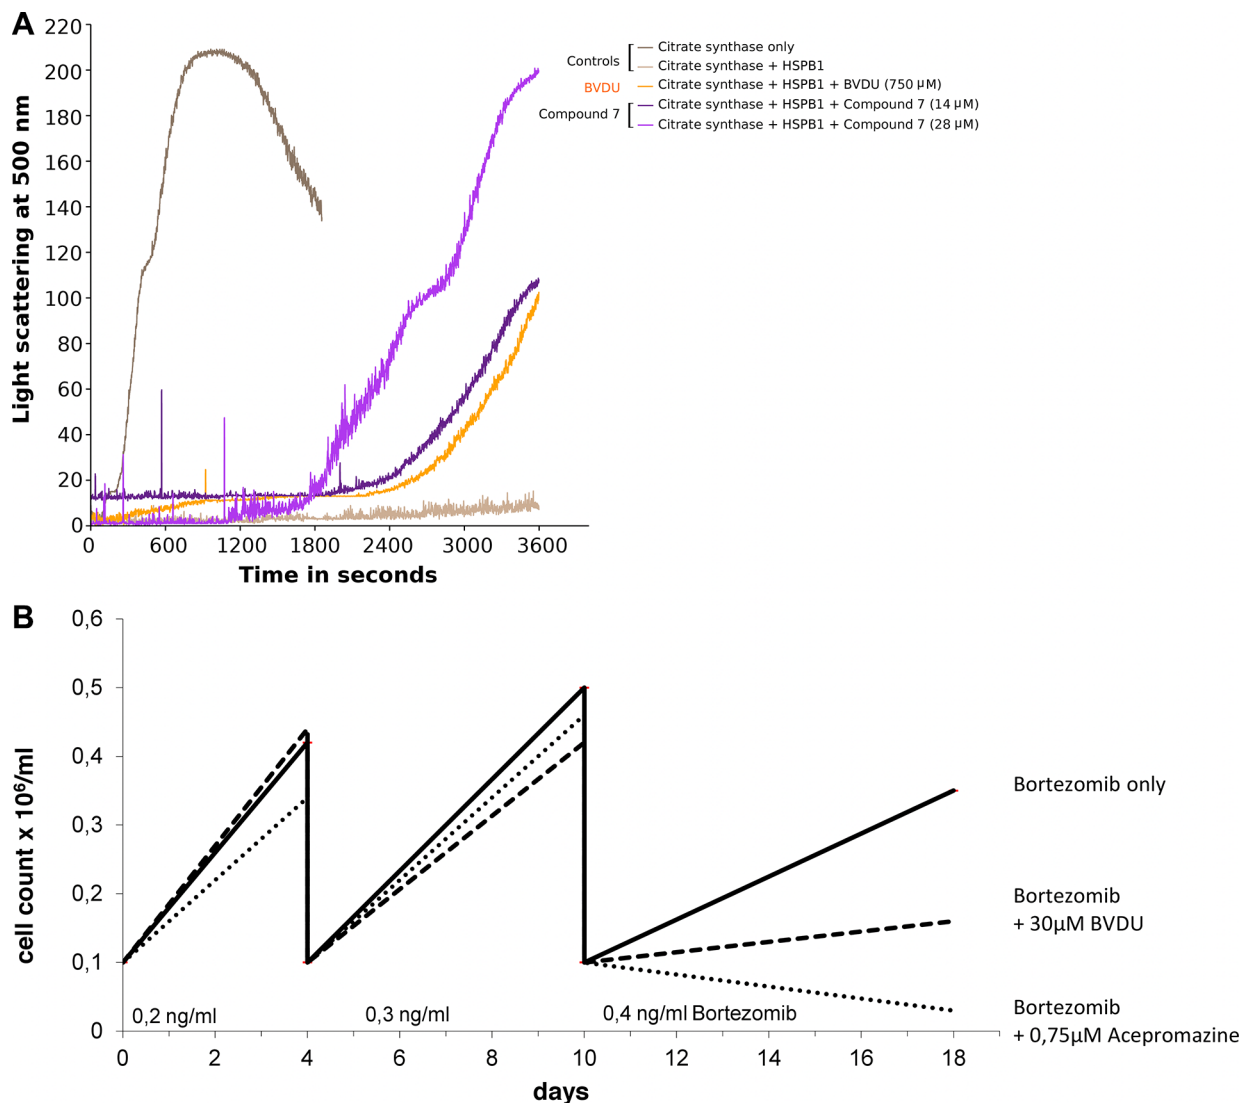 A
220
200
180
160
140
120
100
80
60
40
20
0
Light scattering at 500 nm
0 600 1200 1800 2400 3000 3600
Time in seconds
Controls
Citrate synthase only
Citrate synthase + HSPB1
BVDU
Citrate synthase + HSPB1 + BVDU (750 μM)
Compound 7
Citrate synthase + HSPB1 + Compound 7 (14 μM)
Citrate synthase + HSPB1 + Compound 7 (28 μM)
B
0,6
0,5
0,4
0,3
0,2
0,1
0
cell count x 10⁶/ml
0,2 ng/ml
0,3 ng/ml
0,4 ng/ml Bortezomib
0 2 4 6 8 10 12 14 16 18
days
Bortezomib only
Bortezomib
+ 30μM BVDU
Bortezomib
+ 0,75μM Acepromazine